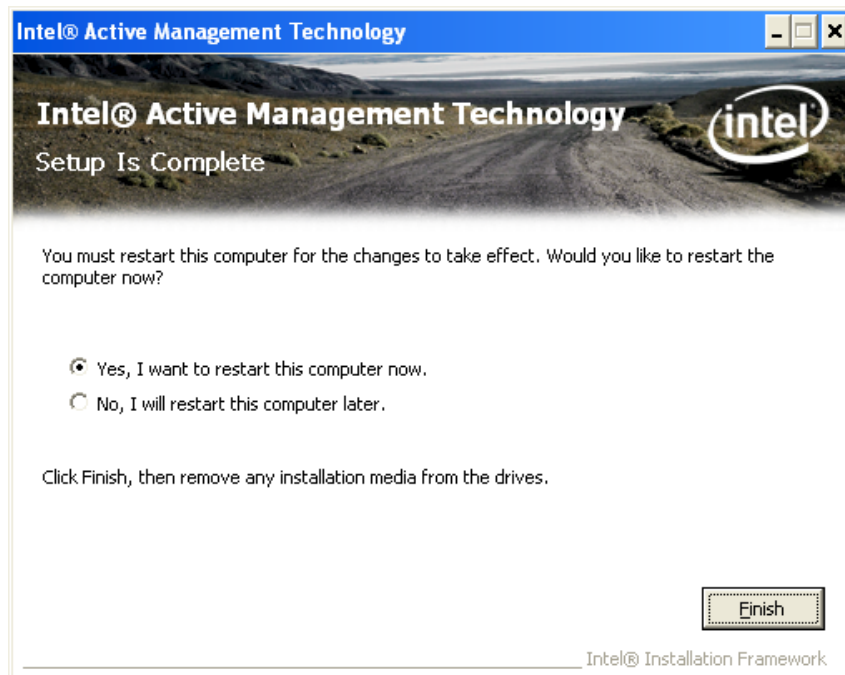 Intel® Active Management Technology
Intel® Active Management Technology
intel
Setup Is Complete
You must restart this computer for the changes to take effect. Would you like to restart the
computer now?
Yes, I want to restart this computer now.
No, I will restart this computer later.
Click Finish, then remove any installation media from the drives.
Finish
Intel® Installation Framework